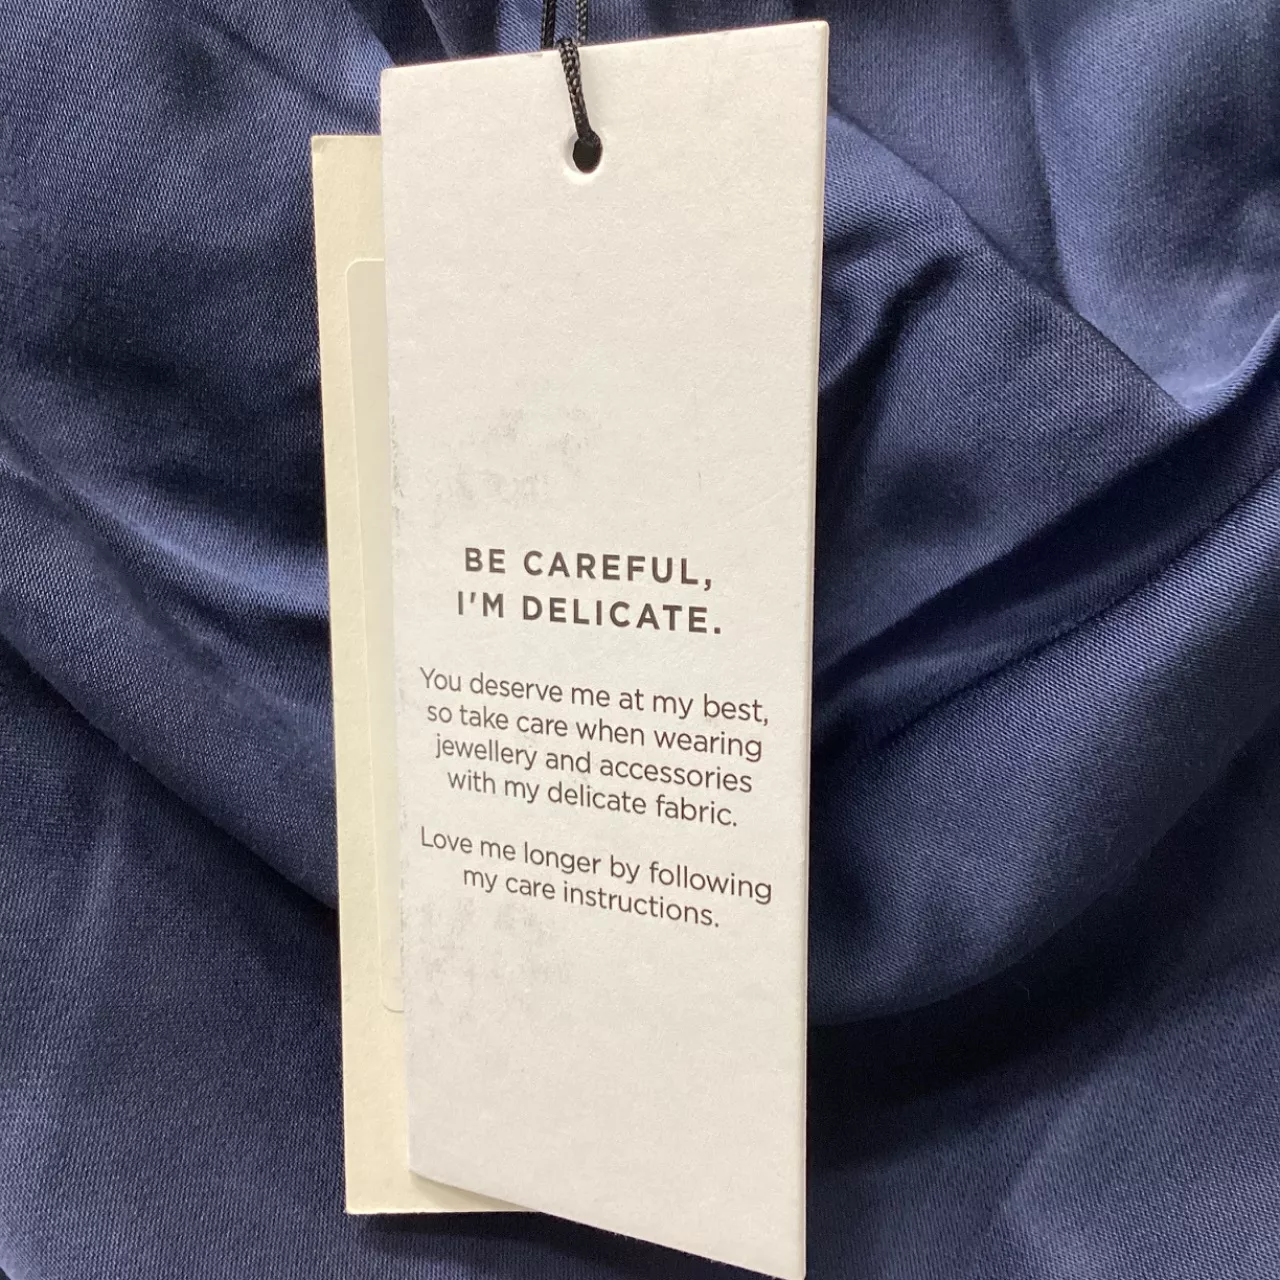 BE CAREFUL,
I'M DELICATE.
You deserve me at my best,
so take care when wearing
jewellery and accessories
with my delicate fabric.
Love me longer by following
my care instructions.